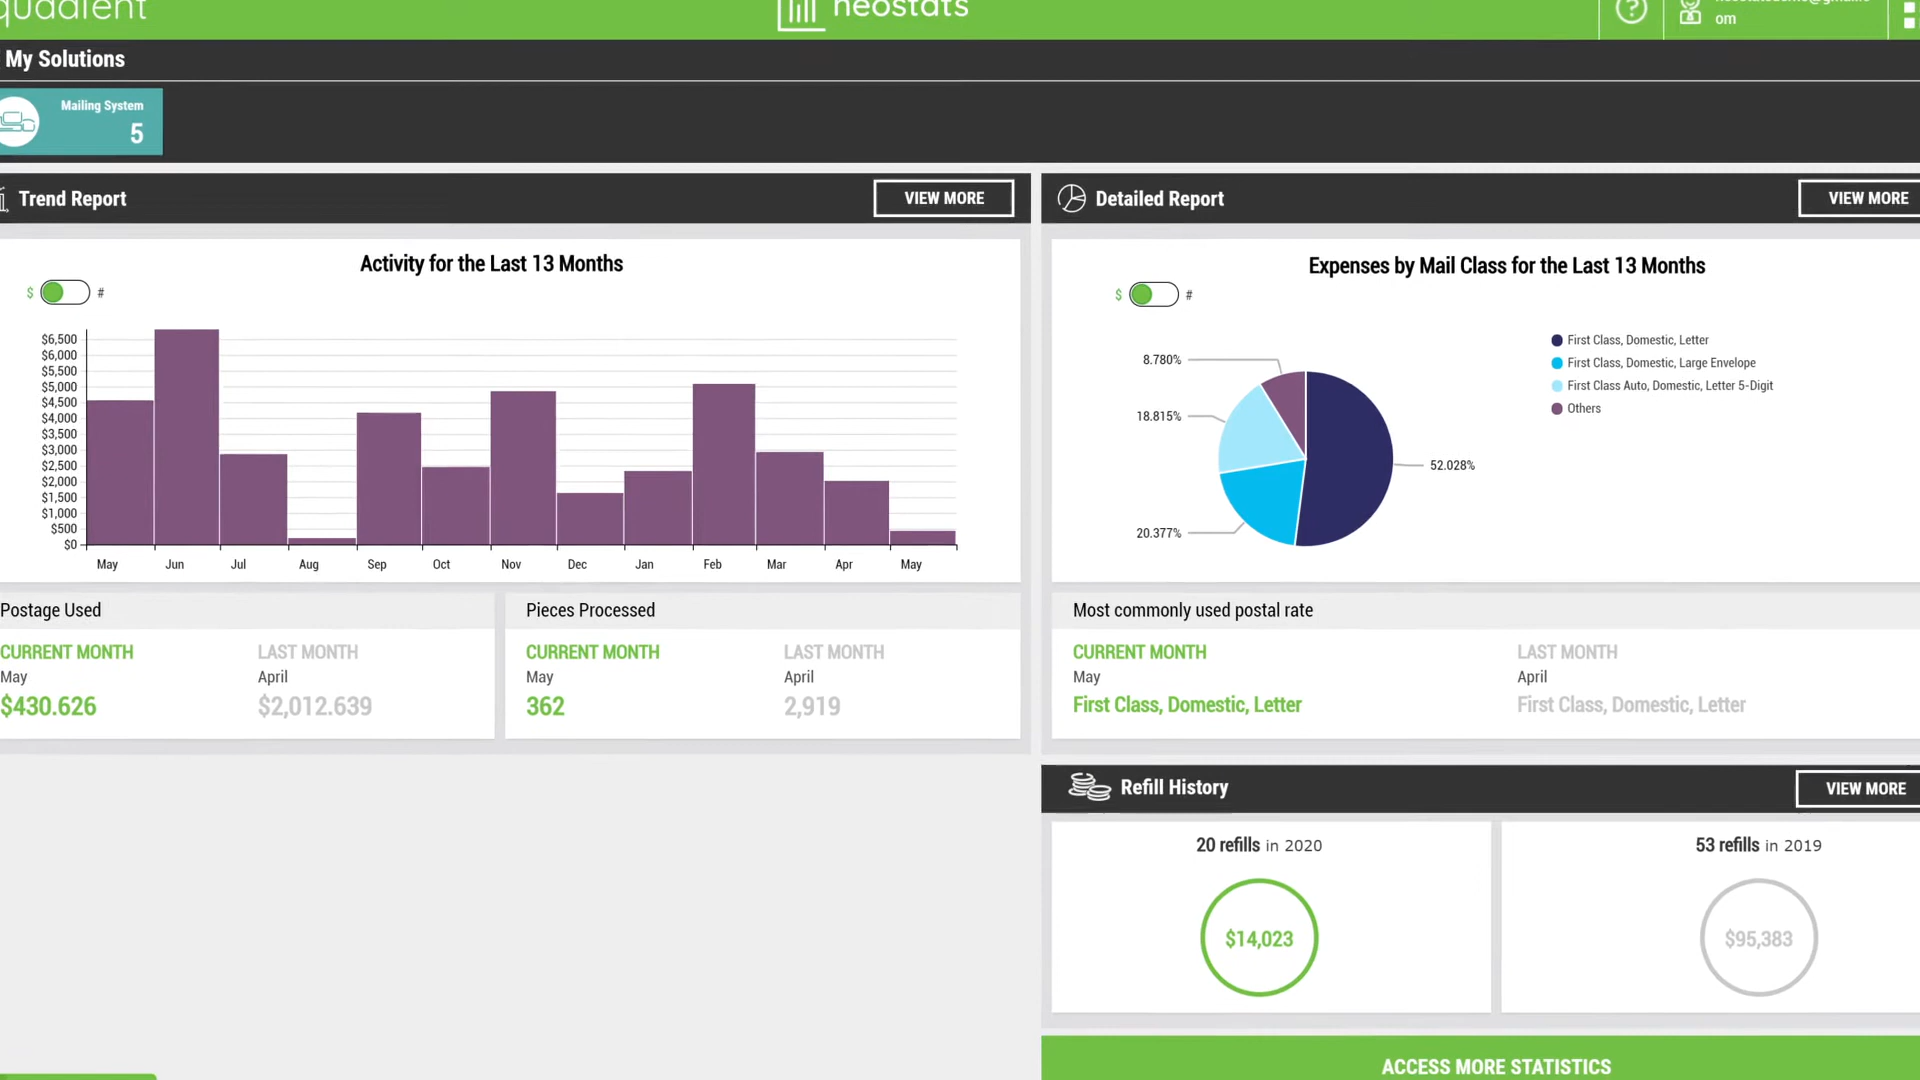 quadient
neostats
?
om
My Solutions
Mailing System
5
Trend Report
VIEW MORE
Activity for the Last 13 Months
$ #
$6,500
$6,000
$5,500
$5,000
$4,500
$4,000
$3,500
$3,000
$2,500
$2,000
$1,500
$1,000
$500
$0
May Jun Jul Aug Sep Oct Nov Dec Jan Feb Mar Apr May
Postage Used
CURRENT MONTH LAST MONTH
May April
$430.626 $2,012.639
Pieces Processed
CURRENT MONTH LAST MONTH
May April
362 2,919
Detailed Report
VIEW MORE
Expenses by Mail Class for the Last 13 Months
$ #
8.780%
18.815%
52.028%
20.377%
First Class, Domestic, Letter
First Class, Domestic, Large Envelope
First Class Auto, Domestic, Letter 5-Digit
Others
Most commonly used postal rate
CURRENT MONTH LAST MONTH
May April
First Class, Domestic, Letter First Class, Domestic, Letter
Refill History
VIEW MORE
20 refills in 2020
$14,023
53 refills in 2019
$95,383
ACCESS MORE STATISTICS